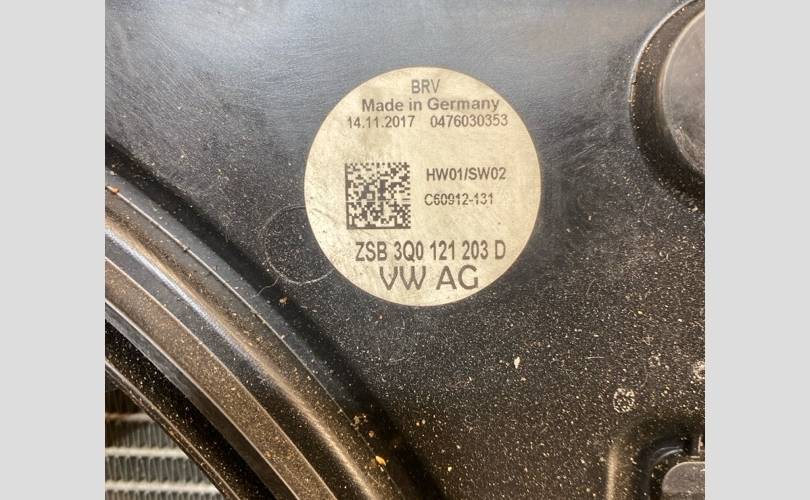 BRV
Made in Germany
14.11.2017 0476030353
HW01/SW02
C60912-131
ZSB 3Q0 121 203 D
VW AG